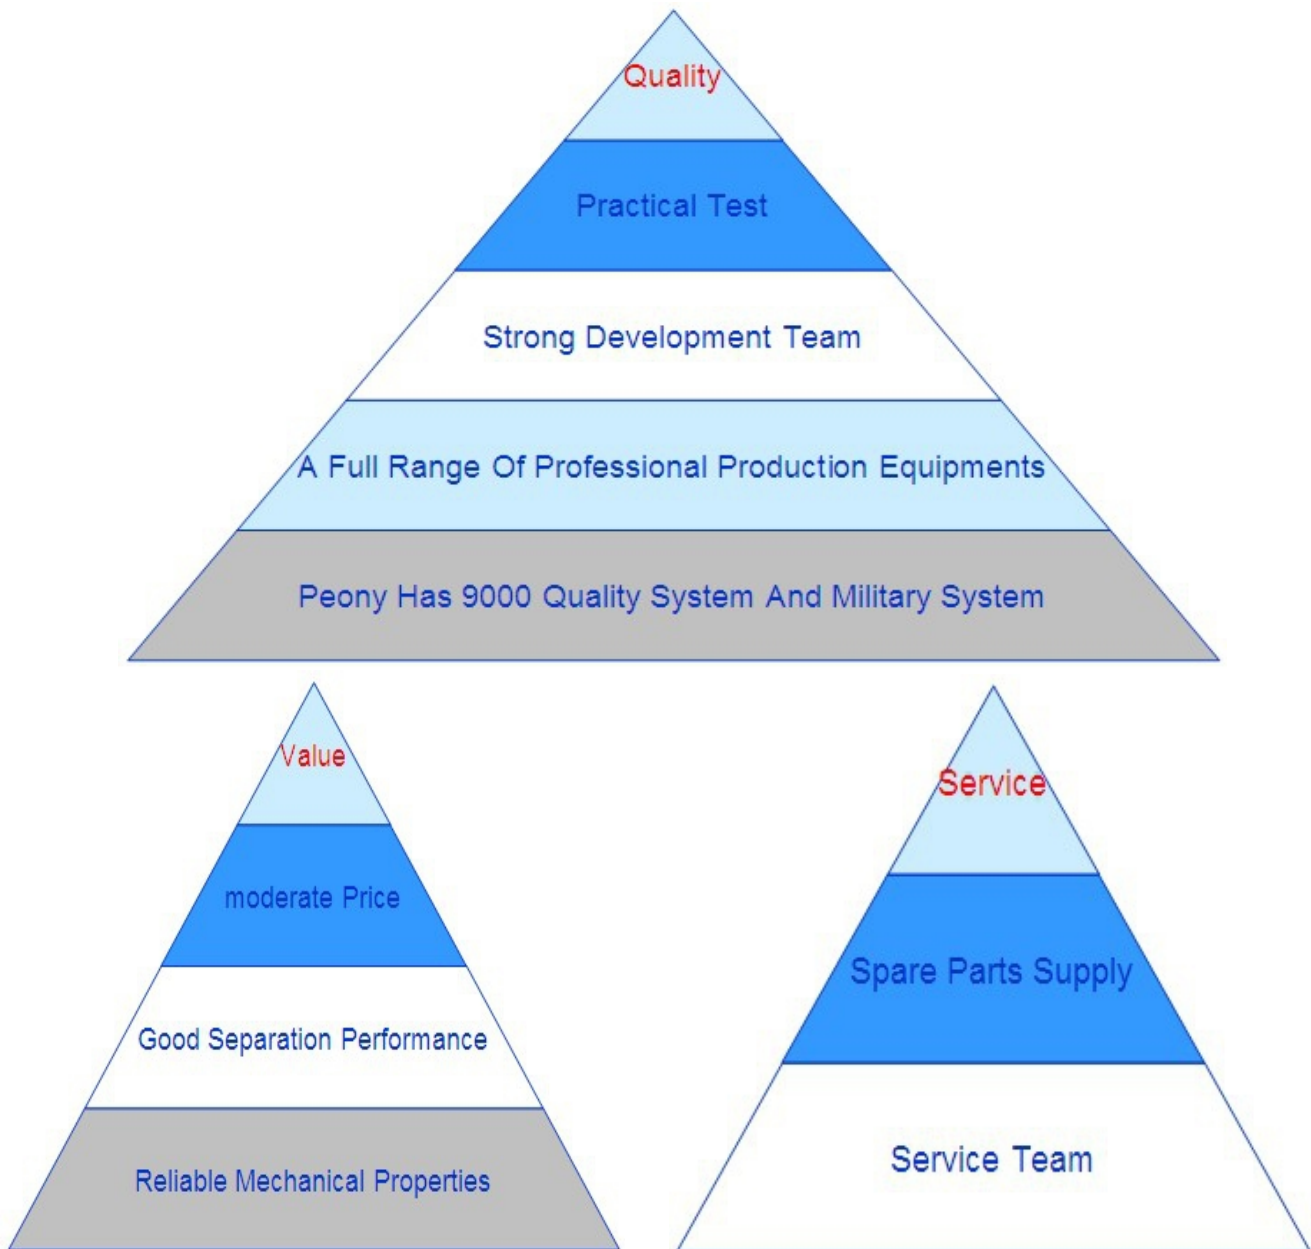 Quality
Practical Test
Strong Development Team
A Full Range Of Professional Production Equipments
Peony Has 9000 Quality System And Military System
Value
moderate Price
Good Separation Performance
Reliable Mechanical Properties
Service
Spare Parts Supply
Service Team